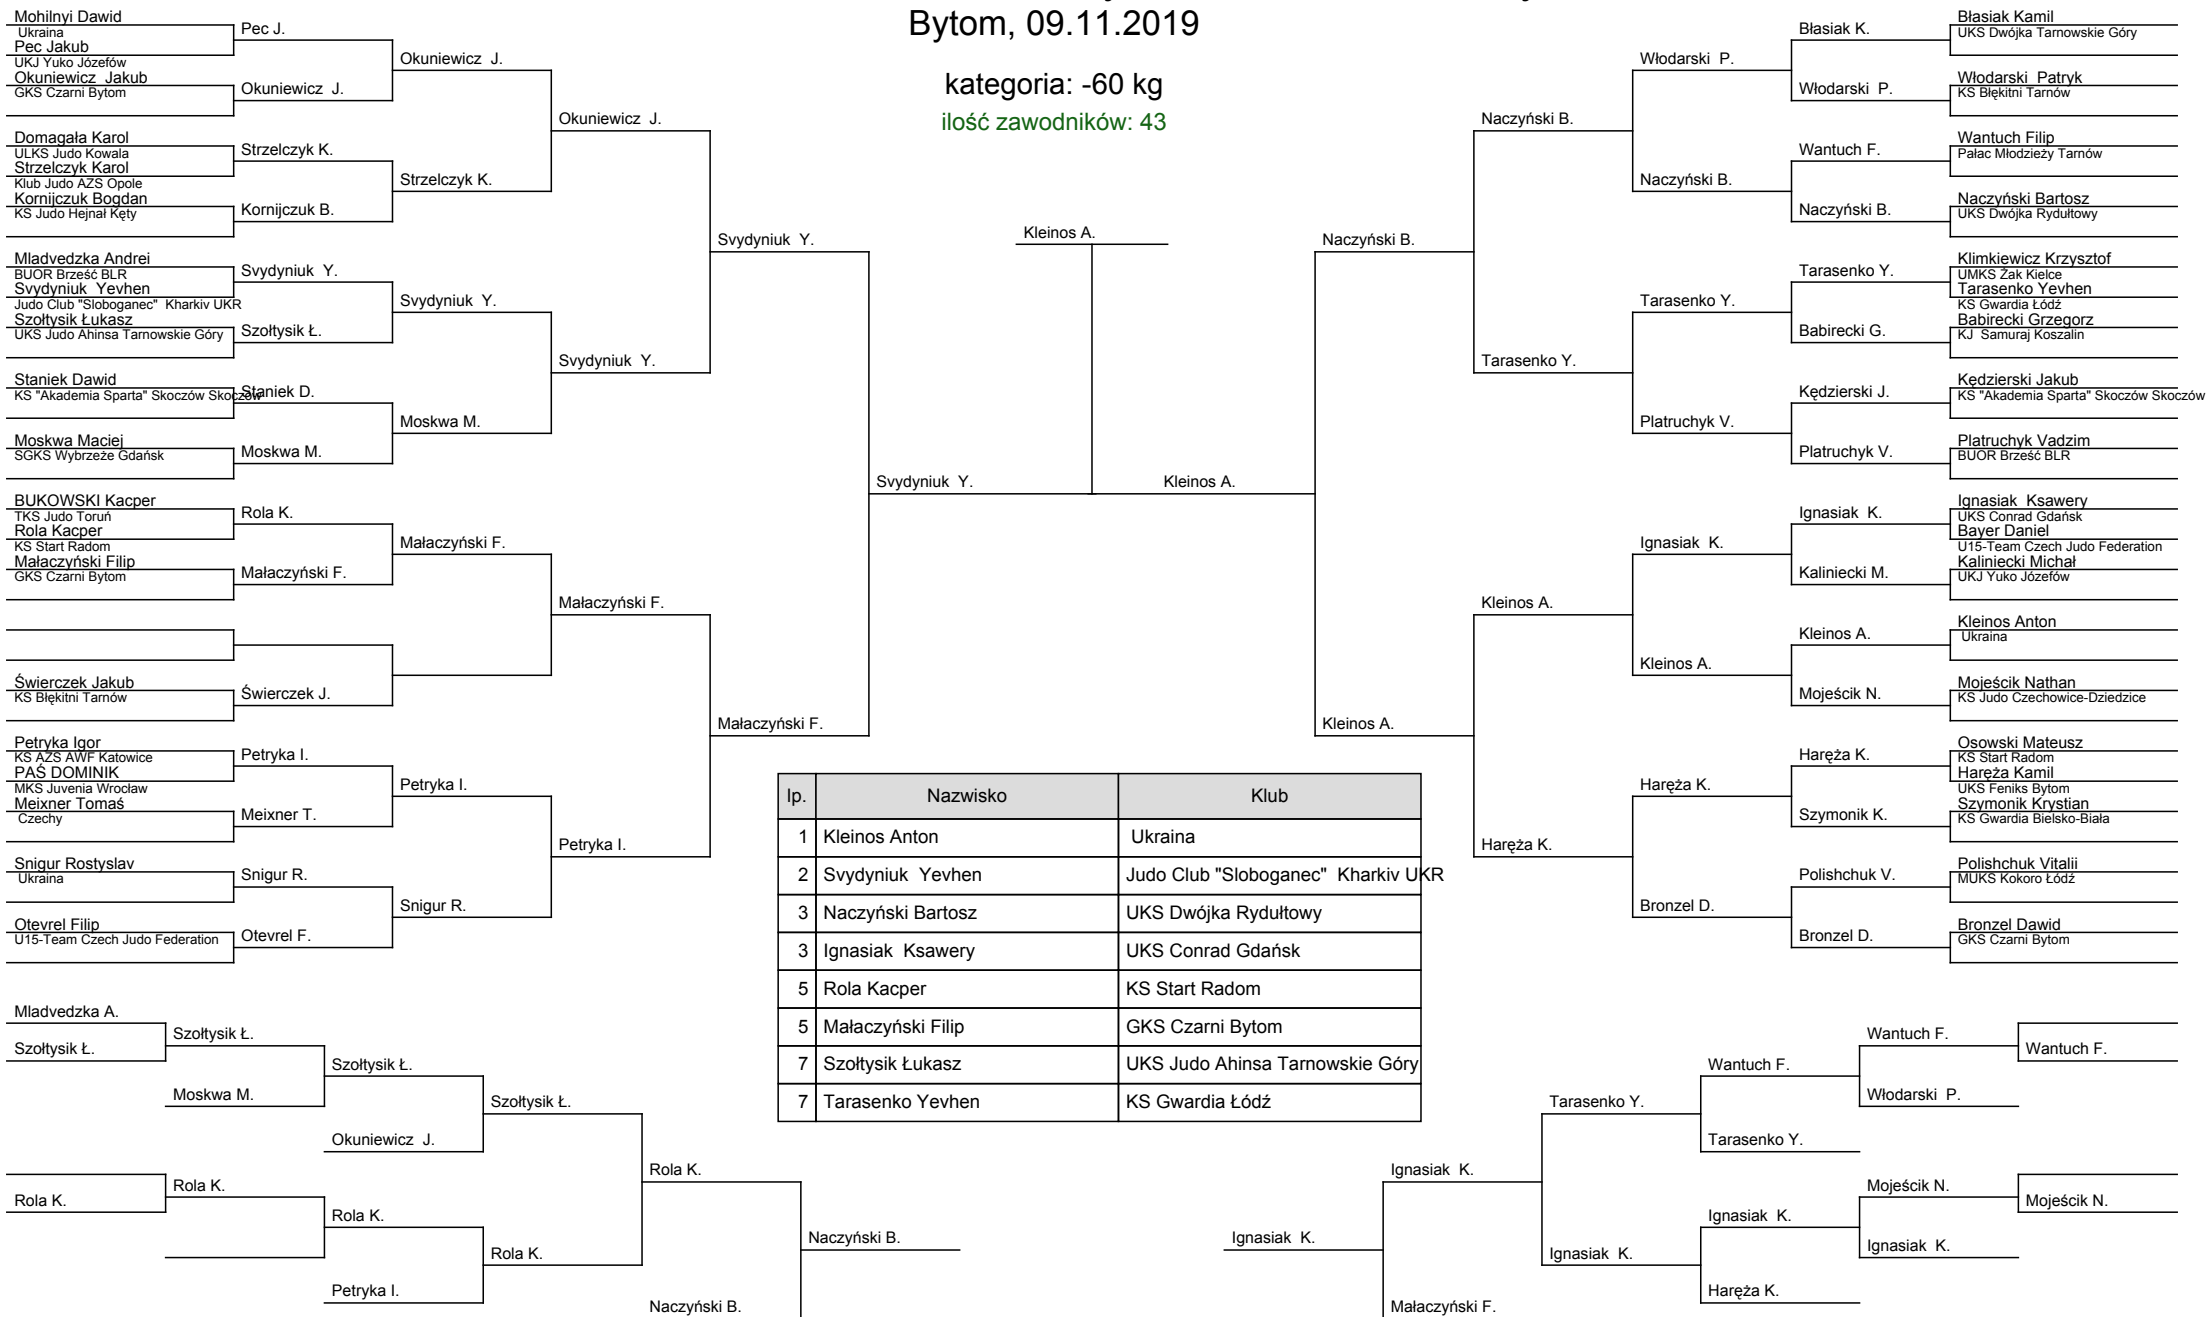 Bytom, 09.11.2019
kategoria: -60 kg
ilość zawodników: 43
Mohilnyi Dawid
Ukraina
Pec Jakub
UKJ Yuko Józefów
Okuniewicz Jakub
GKS Czarni Bytom
Domagała Karol
ULKS Judo Kowala
Strzelczyk Karol
Klub Judo AZS Opole
Kornijczuk Bogdan
KS Judo Hejnał Kęty
Mladvedzka Andrei
BUOR Brześć BLR
Svydyniuk Yevhen
Judo Club "Sloboganec" Kharkiv UKR
Szołtysik Łukasz
UKS Judo Ahinsa Tarnowskie Góry
Staniek Dawid
KS "Akademia Sparta" Skoczów Skoczów
Moskwa Maciej
SGKS Wybrzeże Gdańsk
BUKOWSKI Kacper
TKS Judo Toruń
Rola Kacper
KS Start Radom
Małaczyński Filip
GKS Czarni Bytom
Świerczek Jakub
KS Błękitni Tarnów
Petryka Igor
KS AZS AWF Katowice
PAŚ DOMINIK
MKS Juvenia Wrocław
Meixner Tomaś
Czechy
Snigur Rostyslav
Ukraina
Otevrel Filip
U15-Team Czech Judo Federation
Pec J.
Okuniewicz J.
Strzelczyk K.
Kornijczuk B.
Svydyniuk Y.
Szołtysik Ł.
Staniek D.
Moskwa M.
Rola K.
Małaczyński F.
Świerczek J.
Petryka I.
Meixner T.
Snigur R.
Otevrel F.
Okuniewicz J.
Strzelczyk K.
Svydyniuk Y.
Moskwa M.
Małaczyński F.
Petryka I.
Snigur R.
Okuniewicz J.
Svydyniuk Y.
Małaczyński F.
Petryka I.
Svydyniuk Y.
Małaczyński F.
Svydyniuk Y.
Kleinos A.
Kleinos A.
Naczyński B.
Kleinos A.
Naczyński B.
Tarasenko Y.
Kleinos A.
Haręża K.
Włodarski P.
Naczyński B.
Tarasenko Y.
Platruchyk V.
Ignasiak K.
Kleinos A.
Haręża K.
Bronzel D.
Błasiak K.
Włodarski P.
Wantuch F.
Naczyński B.
Tarasenko Y.
Babirecki G.
Kędzierski J.
Platruchyk V.
Ignasiak K.
Kaliniecki M.
Kleinos A.
Mojeścik N.
Haręża K.
Szymonik K.
Polishchuk V.
Bronzel D.
Błasiak Kamil
UKS Dwójka Tarnowskie Góry
Włodarski Patryk
KS Błękitni Tarnów
Wantuch Filip
Pałac Młodzieży Tarnów
Naczyński Bartosz
UKS Dwójka Rydułtowy
Klimkiewicz Krzysztof
UMKS Żak Kielce
Tarasenko Yevhen
KS Gwardia Łódź
Babirecki Grzegorz
KJ Samuraj Koszalin
Kędzierski Jakub
KS "Akademia Sparta" Skoczów Skoczów
Platruchyk Vadzim
BUOR Brześć BLR
Ignasiak Ksawery
UKS Conrad Gdańsk
Bayer Daniel
U15-Team Czech Judo Federation
Kaliniecki Michał
UKJ Yuko Józefów
Kleinos Anton
Ukraina
Mojeścik Nathan
KS Judo Czechowice-Dziedzice
Osowski Mateusz
KS Start Radom
Haręża Kamil
UKS Feniks Bytom
Szymonik Krystian
KS Gwardia Bielsko-Biała
Polishchuk Vitalii
MUKS Kokoro Łódź
Bronzel Dawid
GKS Czarni Bytom
lp. Nazwisko Klub
1 Kleinos Anton Ukraina
2 Svydyniuk Yevhen Judo Club "Sloboganec" Kharkiv UKR
3 Naczyński Bartosz UKS Dwójka Rydułtowy
3 Ignasiak Ksawery UKS Conrad Gdańsk
5 Rola Kacper KS Start Radom
5 Małaczyński Filip GKS Czarni Bytom
7 Szołtysik Łukasz UKS Judo Ahinsa Tarnowskie Góry
7 Tarasenko Yevhen KS Gwardia Łódź
Mladvedzka A.
Szołtysik Ł.
Rola K.
Szołtysik Ł.
Moskwa M.
Rola K.
Szołtysik Ł.
Okuniewicz J.
Rola K.
Petryka I.
Szołtysik Ł.
Rola K.
Rola K.
Naczyński B.
Naczyński B.
Ignasiak K.
Ignasiak K.
Małaczyński F.
Tarasenko Y.
Ignasiak K.
Wantuch F.
Tarasenko Y.
Ignasiak K.
Haręża K.
Wantuch F.
Włodarski P.
Mojeścik N.
Ignasiak K.
Wantuch F.
Mojeścik N.